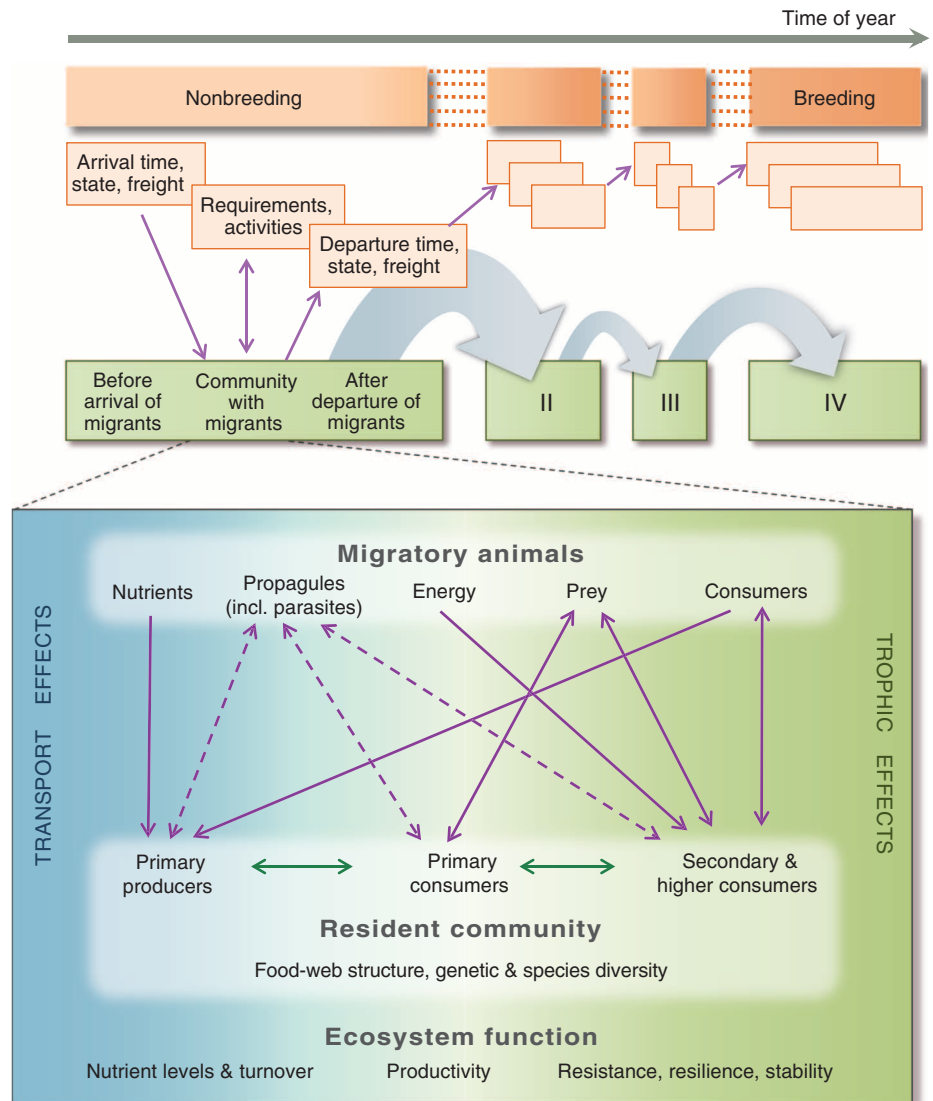 Time of year
Nonbreeding
Breeding
Arrival time,
state, freight
Requirements,
activities
Departure time,
state, freight
Before
arrival of
migrants
Community
with
migrants
After
departure of
migrants
II
III
IV
Migratory animals
Nutrients
Propagules
(incl. parasites)
Energy
Prey
Consumers
TRANSPORT EFFECTS
TROPHIC EFFECTS
Primary
producers
Primary
consumers
Secondary &
higher consumers
Resident community
Food-web structure, genetic & species diversity
Ecosystem function
Nutrient levels & turnover
Productivity
Resistance, resilience, stability